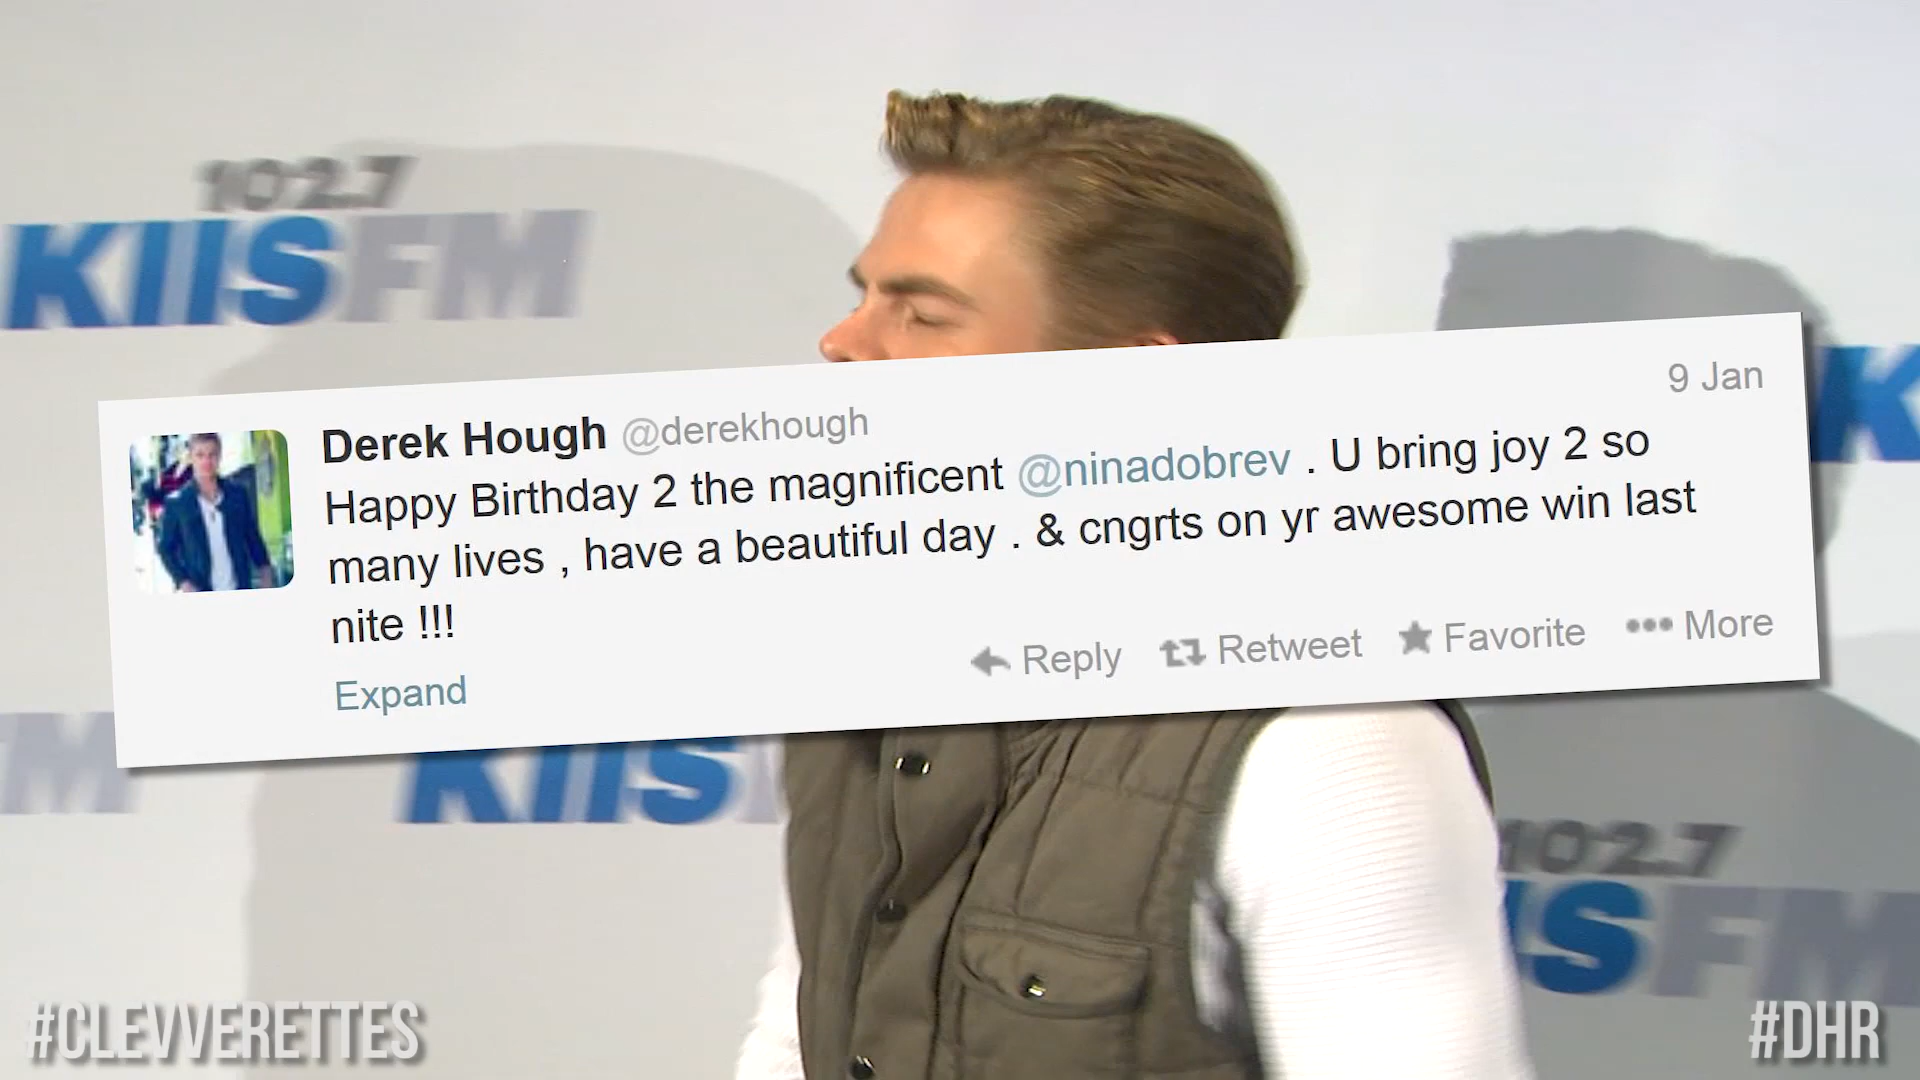 102.7
KIISFM
Derek Hough @derekhough
9 Jan
Happy Birthday 2 the magnificent @ninadobrev . U bring joy 2 so
many lives , have a beautiful day . & cngrts on yr awesome win last
nite !!!
Expand
Reply Retweet Favorite ••• More
K
M
KIIS
102.7
IISFM
#CLEVVERETTES
#DHR